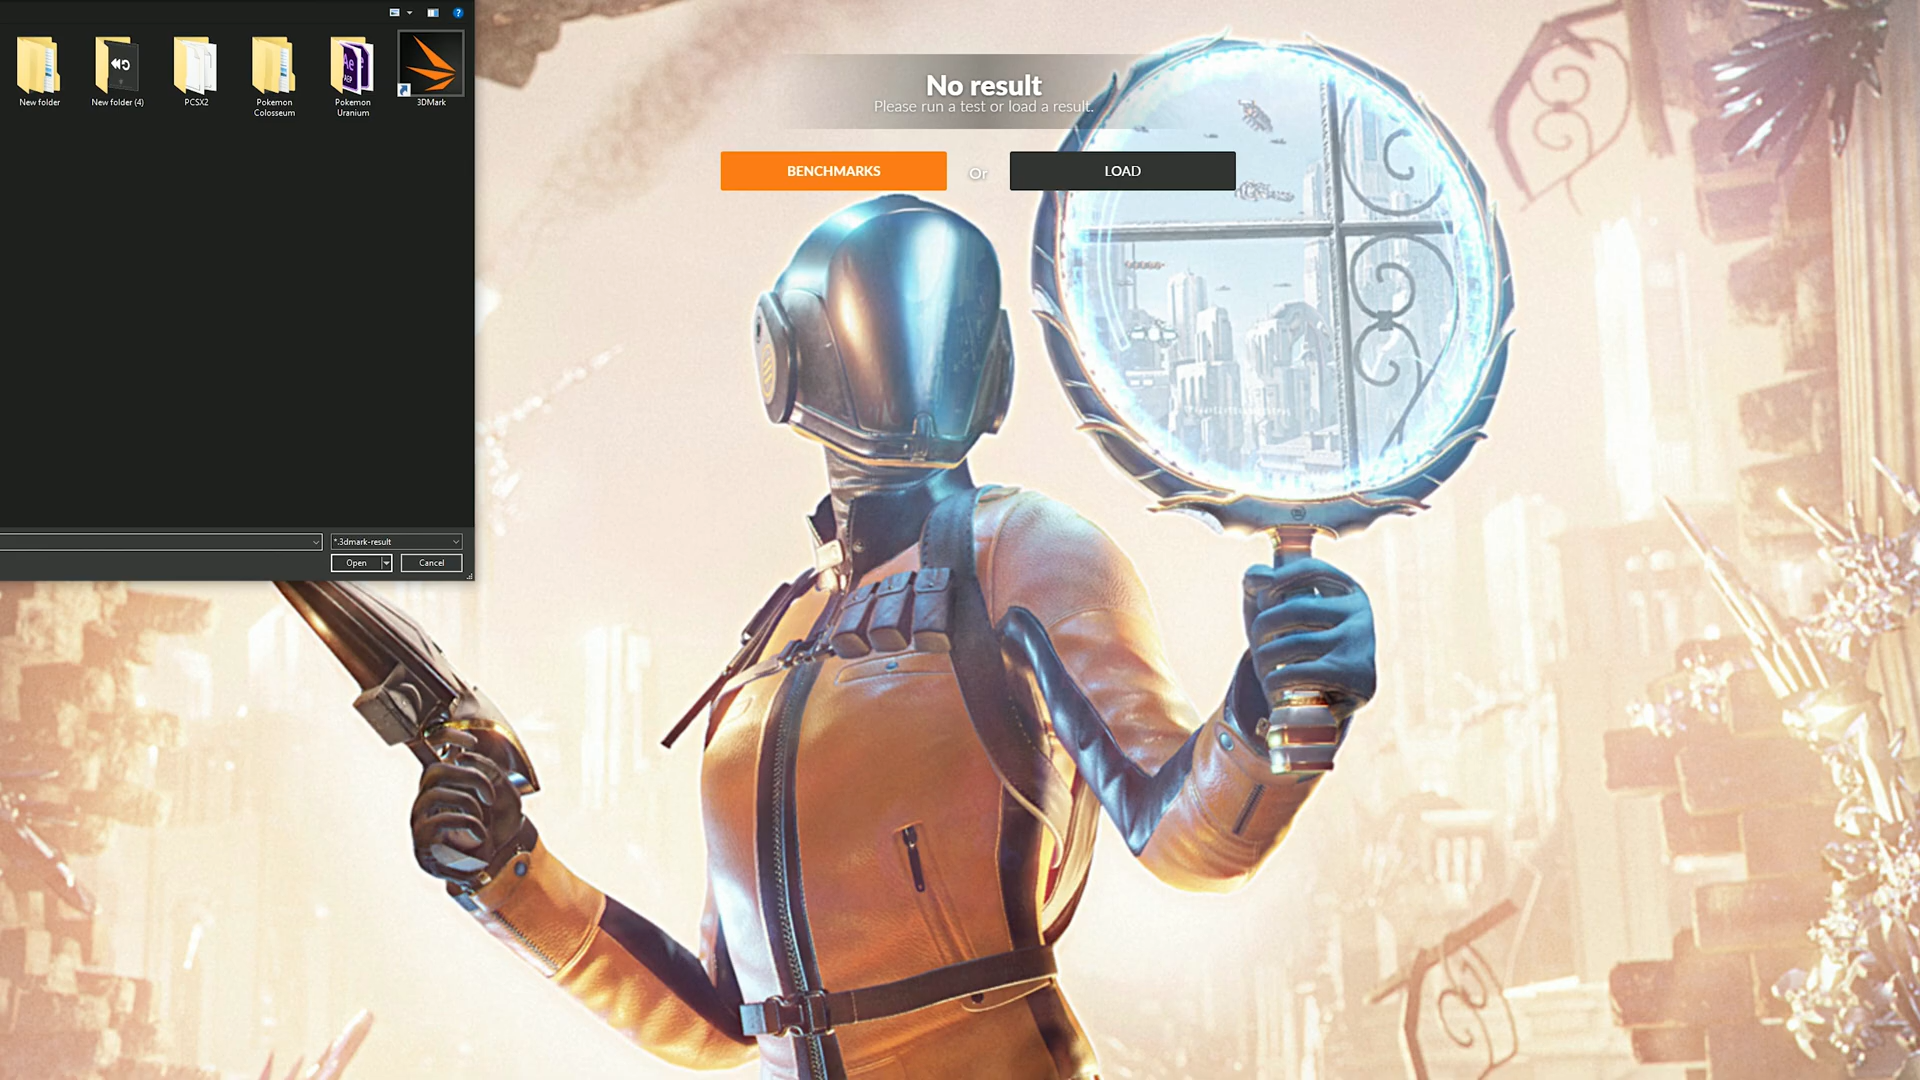 New folder
New folder (4)
PCSX2
Pokemon
Colosseum
Pokemon
Uranium
3DMark
*.3dmark-result
Open
Cancel
No result
Please run a test or load a result.
BENCHMARKS
Or
LOAD